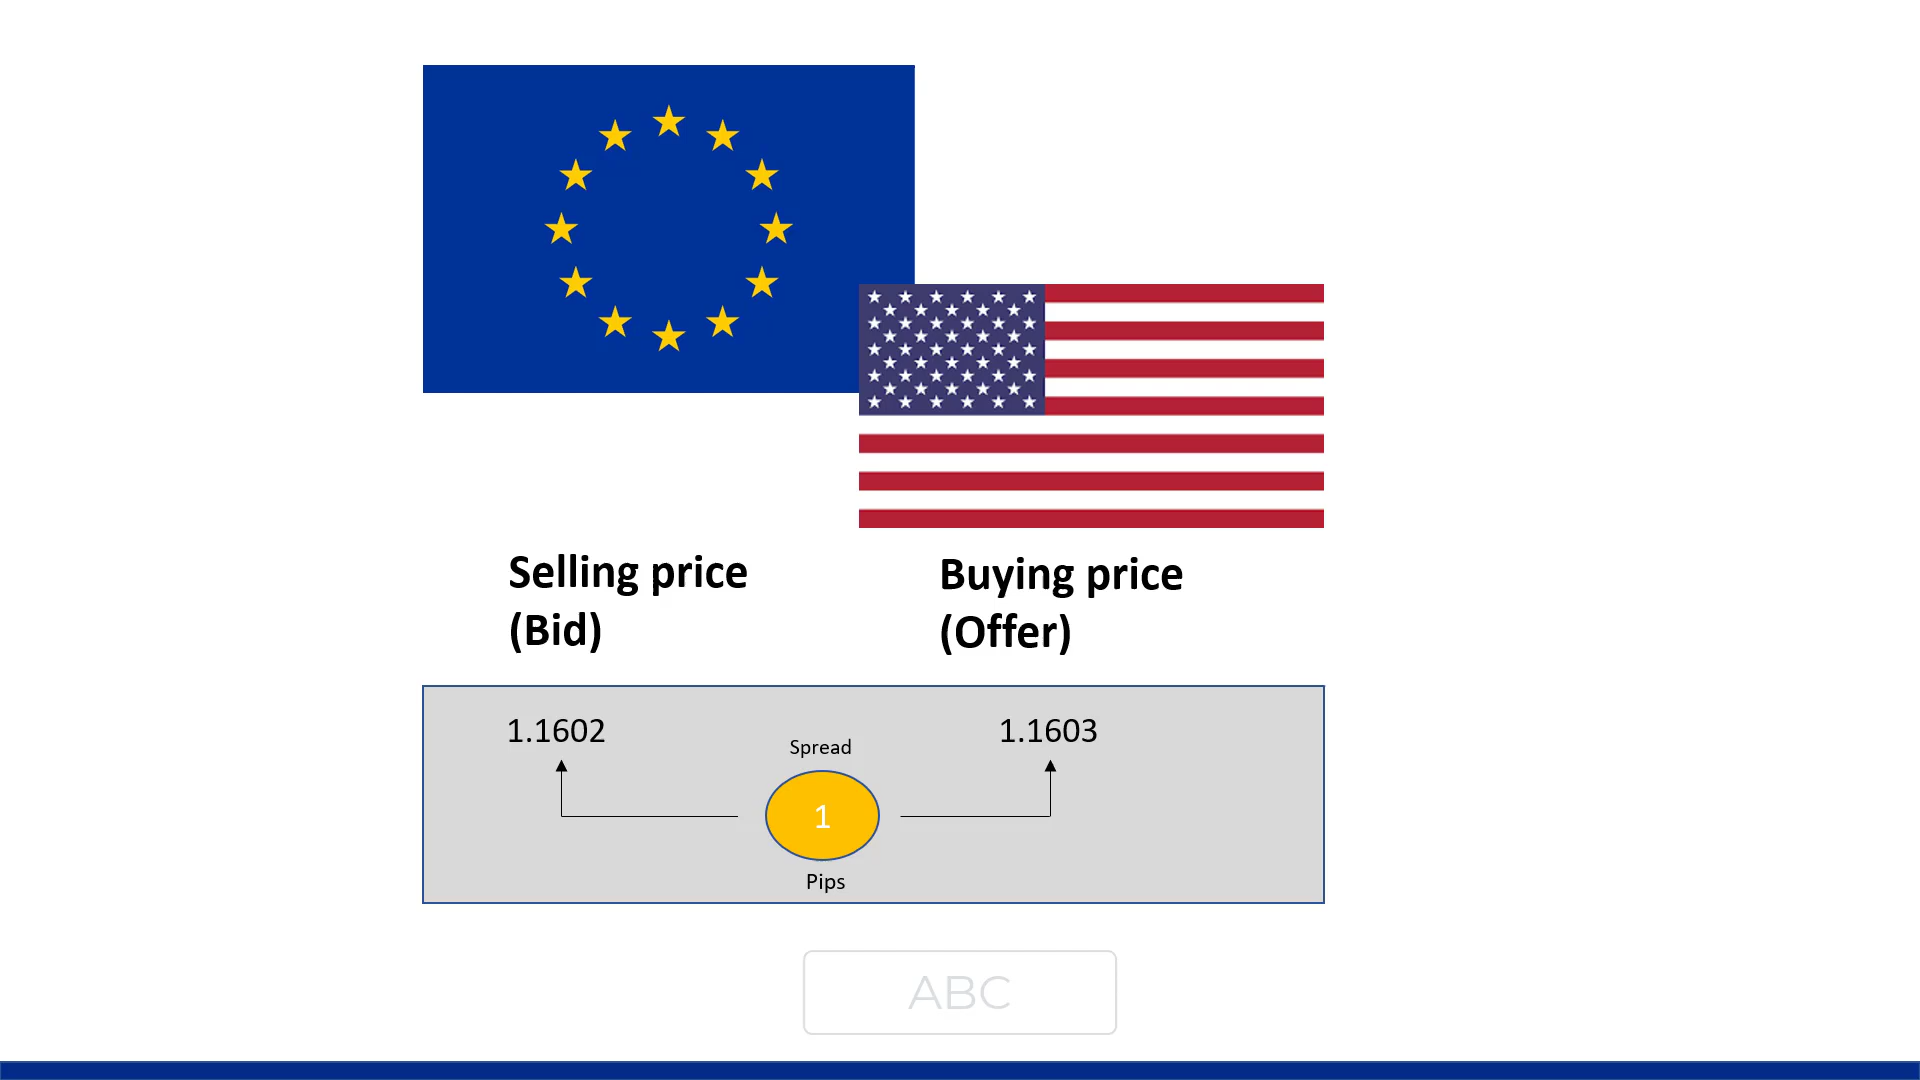 Selling price
(Bid)
Buying price
(Offer)
1.1602
Spread
1.1603
1
Pips
ABC